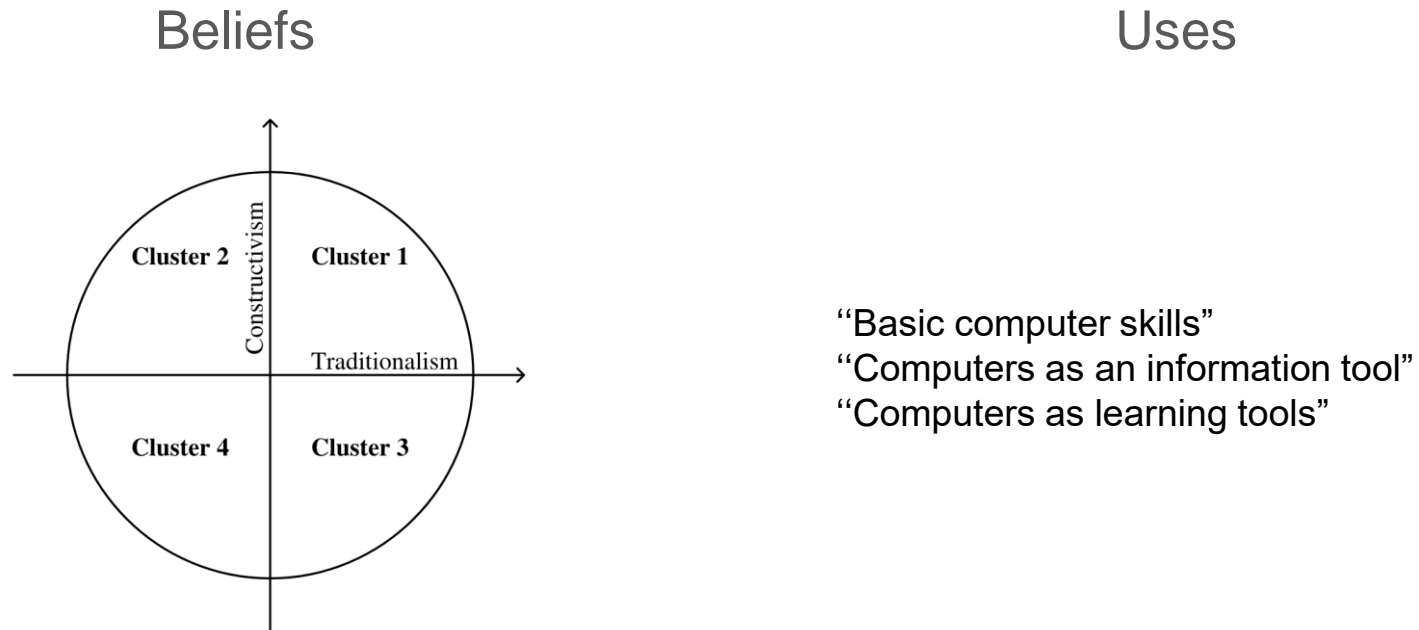 Beliefs
Uses
Constructivism
Cluster 2
Cluster 1
Traditionalism
Cluster 4
Cluster 3
‘‘Basic computer skills”
‘‘Computers as an information tool”
‘‘Computers as learning tools”